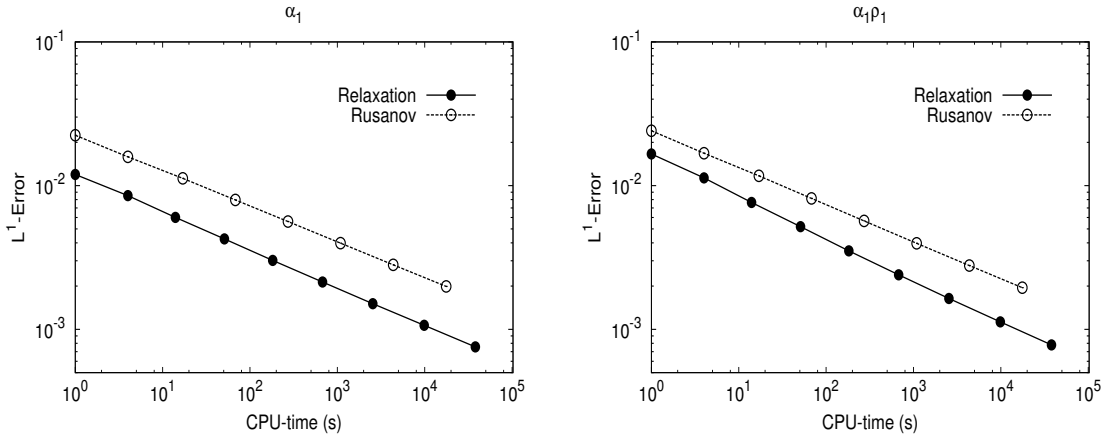 α₁
10⁻¹
10⁻²
10⁻³
L¹-Error
10⁰ 10¹ 10² 10³ 10⁴ 10⁵
CPU-time (s)
Relaxation
Rusanov
α₁ρ₁
10⁻¹
10⁻²
10⁻³
L¹-Error
10⁰ 10¹ 10² 10³ 10⁴ 10⁵
CPU-time (s)
Relaxation
Rusanov